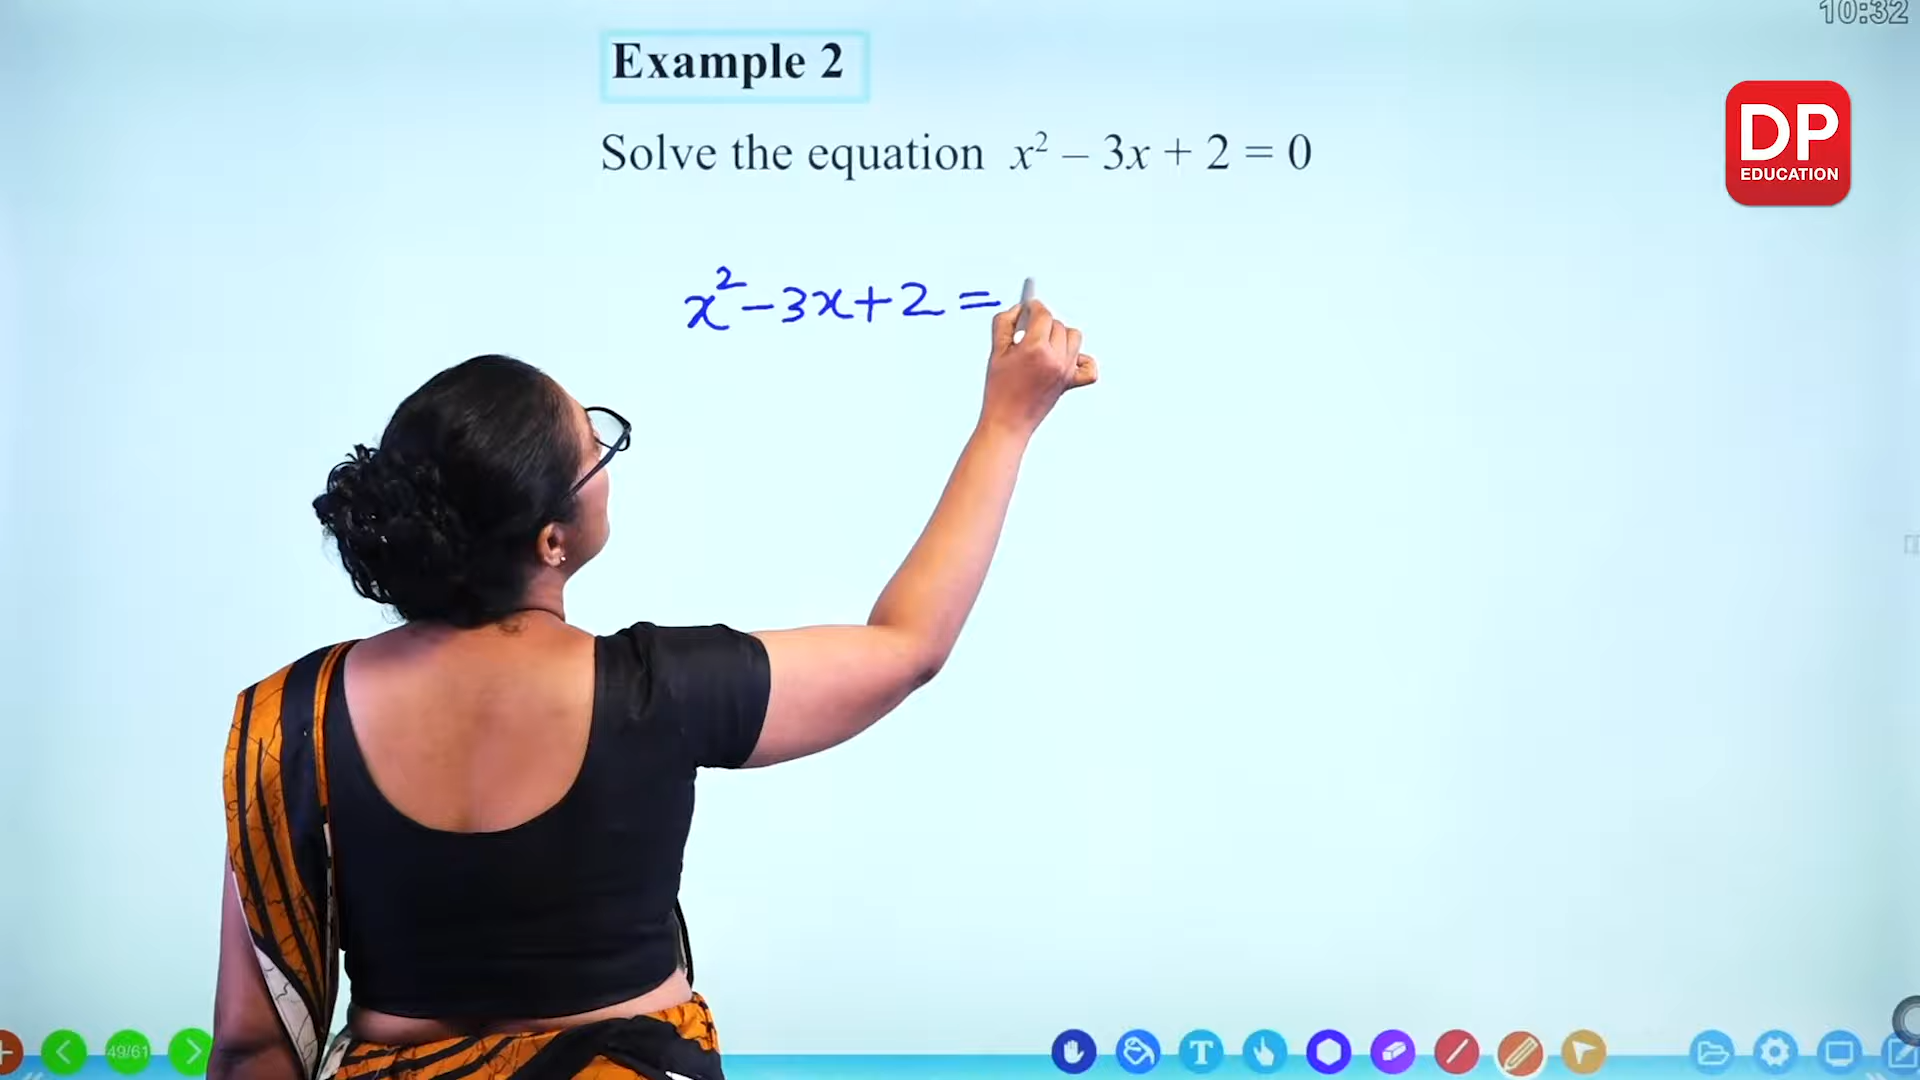 10:32
Example 2
DP
EDUCATION
Solve the equation x² – 3x + 2 = 0
x² - 3x + 2 =
49/61
T